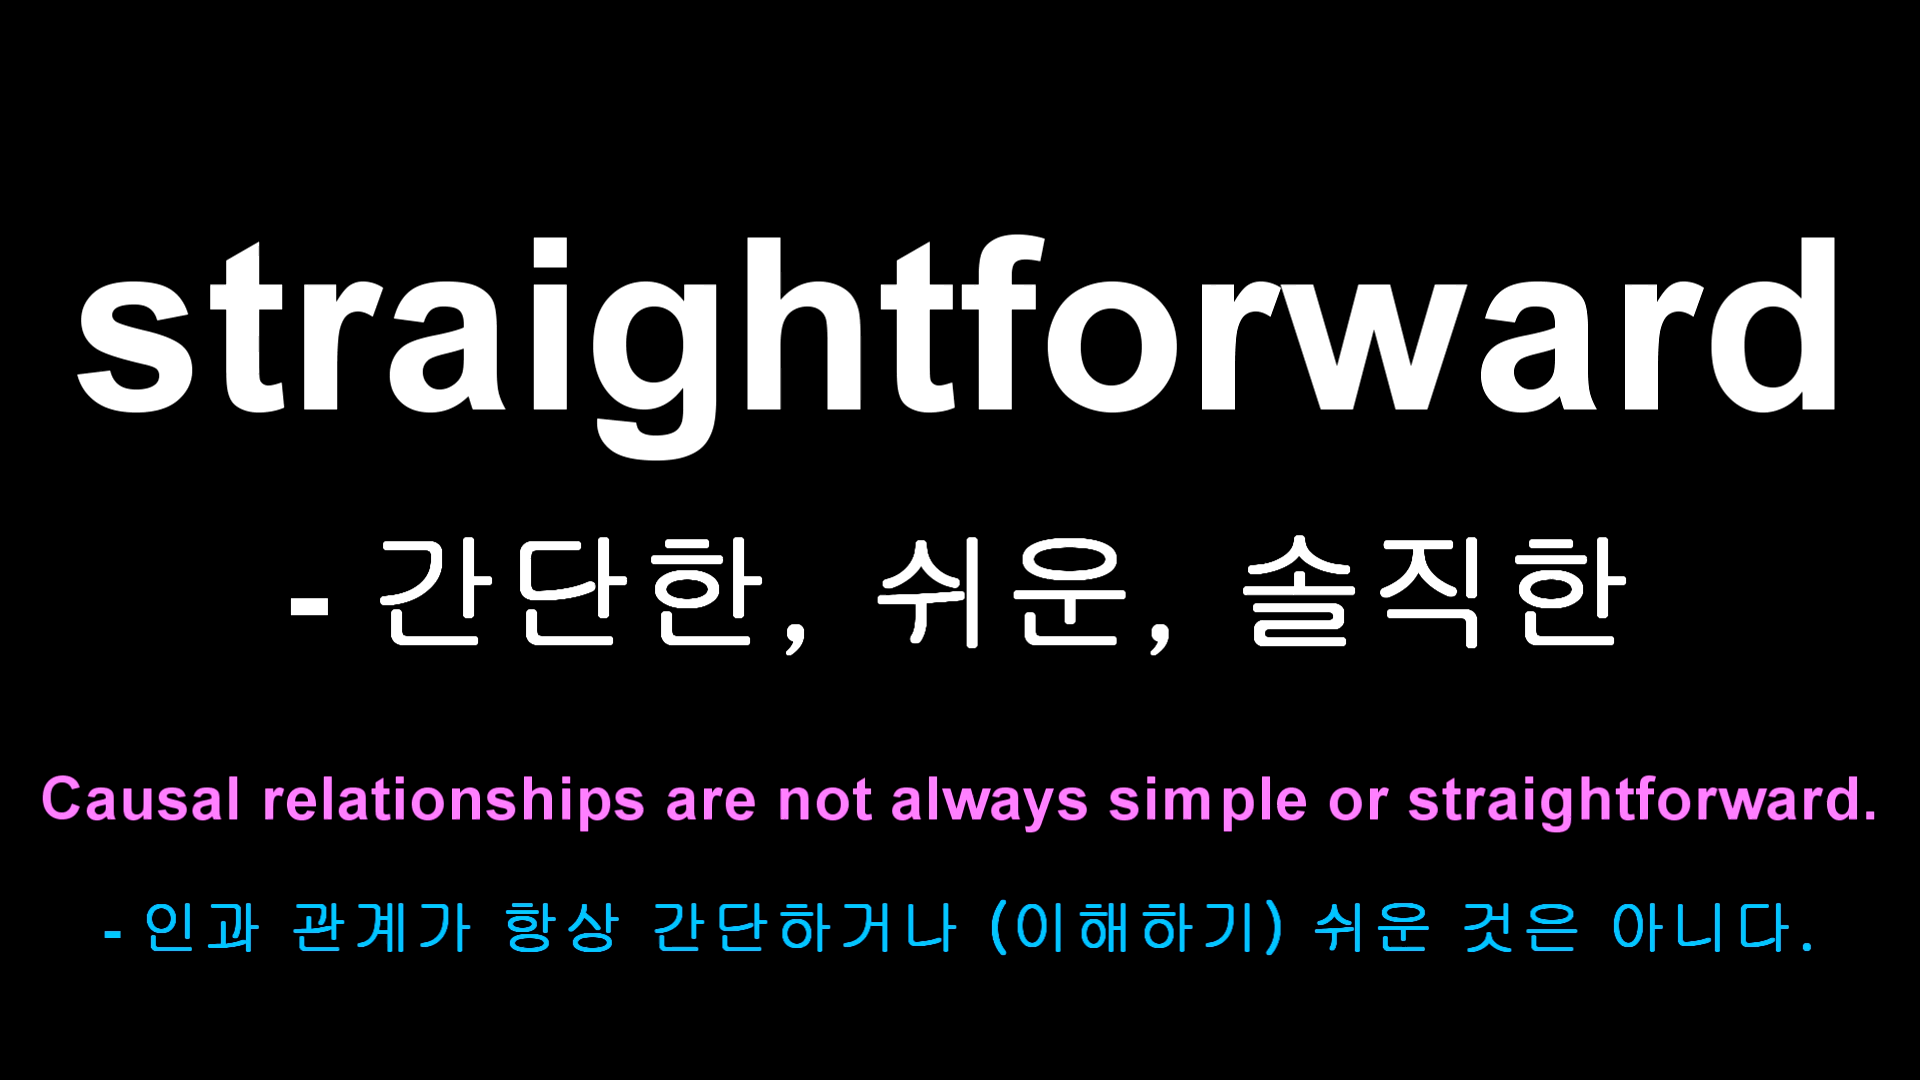 straightforward
- 간단한, 쉬운, 솔직한
Causal relationships are not always simple or straightforward.
- 인과 관계가 항상 간단하거나 (이해하기) 쉬운 것은 아니다.